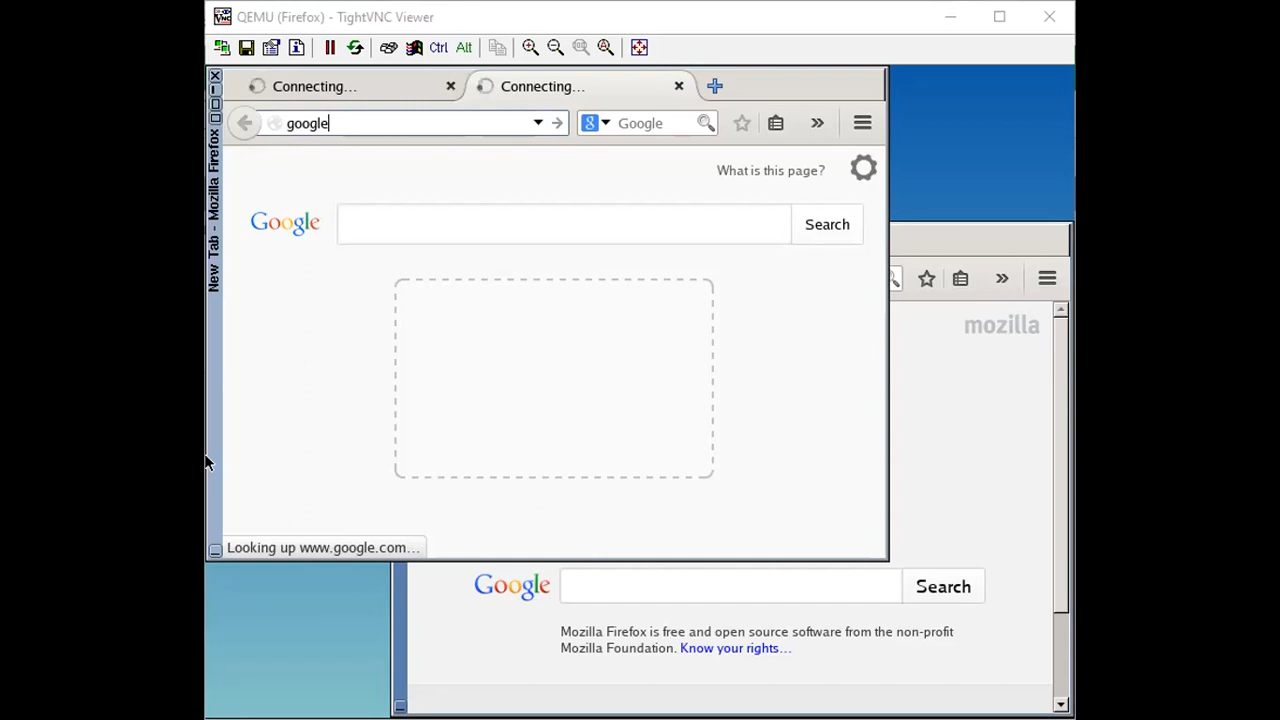 QEMU (Firefox) - TightVNC Viewer
Ctrl Alt
New Tab - Mozilla Firefox
Connecting... Connecting...
google Google
What is this page?
Google Search
Looking up www.google.com...
mozilla
Google Search
Mozilla Firefox is free and open source software from the non-profit
Mozilla Foundation. Know your rights...